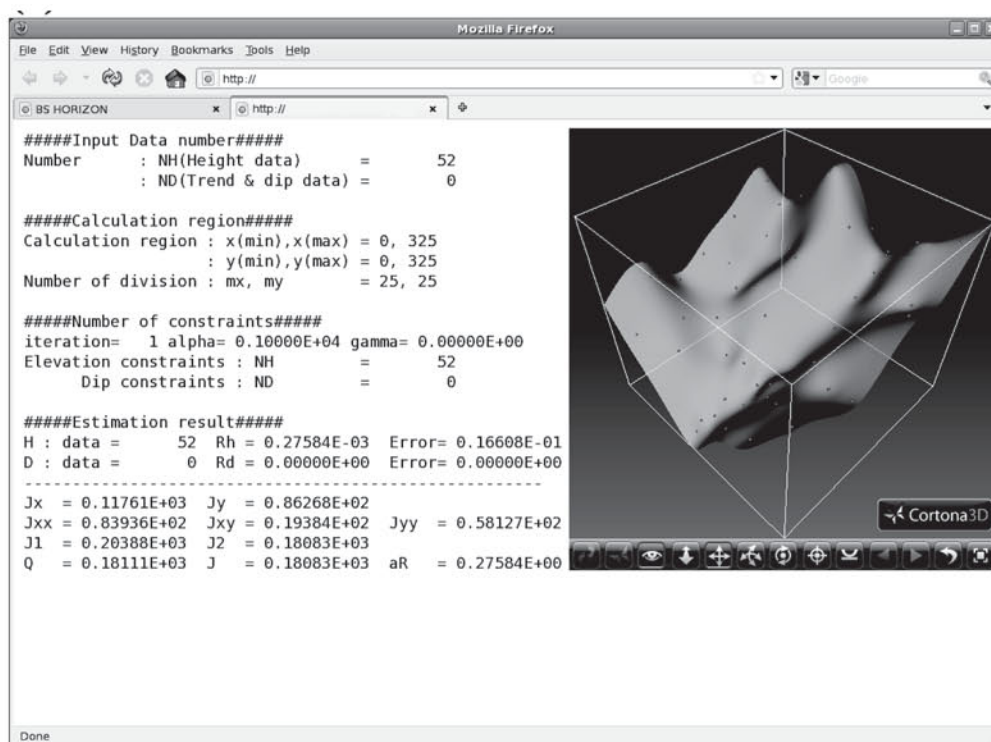 Mozilla Firefox
File Edit View History Bookmarks Tools Help
http://
Google
BS HORIZON
http://
#####Input Data number#####
Number : NH(Height data) = 52
: ND(Trend & dip data) = 0
#####Calculation region#####
Calculation region : x(min),x(max) = 0, 325
: y(min),y(max) = 0, 325
Number of division : mx, my = 25, 25
#####Number of constraints#####
iteration= 1 alpha= 0.10000E+04 gamma= 0.00000E+00
Elevation constraints : NH = 52
Dip constraints : ND = 0
#####Estimation result#####
H : data = 52 Rh = 0.27584E-03 Error= 0.16608E-01
D : data = 0 Rd = 0.00000E+00 Error= 0.00000E+00
------------------------------------------------------
Jx = 0.11761E+03 Jy = 0.86268E+02
Jxx = 0.83936E+02 Jxy = 0.19384E+02 Jyy = 0.58127E+02
J1 = 0.20388E+03 J2 = 0.18083E+03
Q = 0.18111E+03 J = 0.18083E+03 aR = 0.27584E+00
Cortona3D
Done